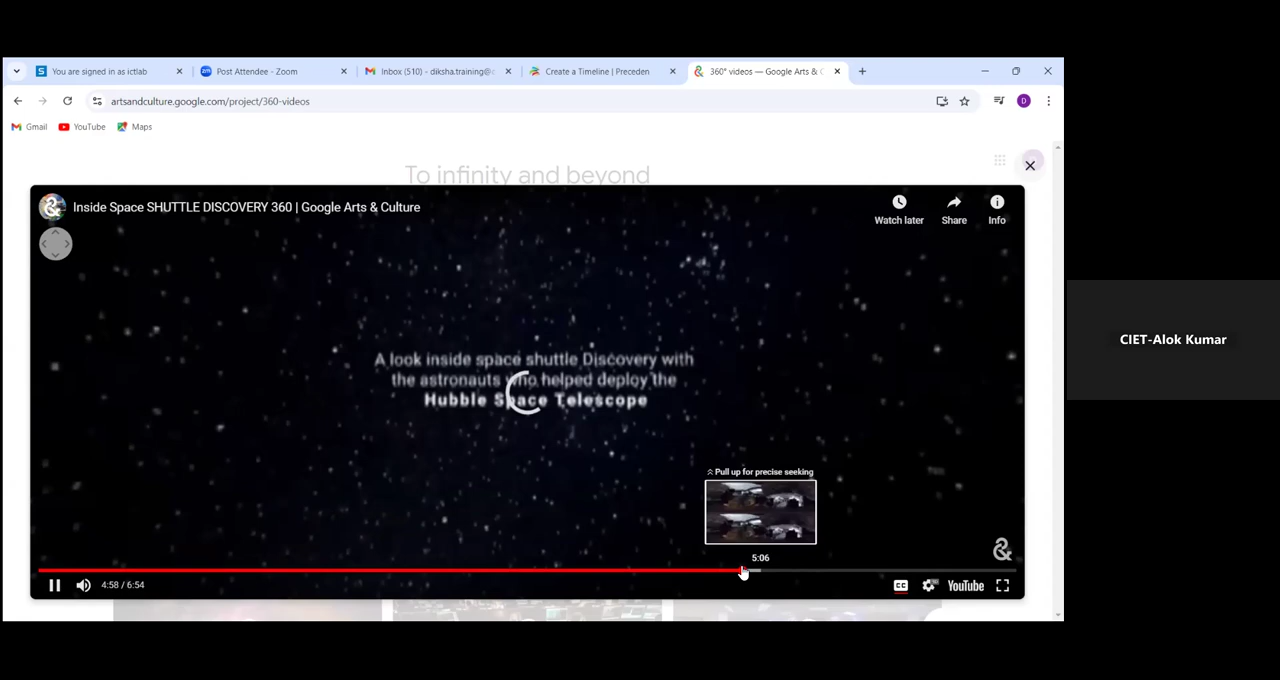 You are signed in as ictlab
Post Attendee - Zoom
Inbox (510) - diksha.training@
Create a Timeline | Preceden
360° videos — Google Arts & C
artsandculture.google.com/project/360-videos
D
Gmail
YouTube
Maps
To infinity and beyond
Inside Space SHUTTLE DISCOVERY 360 | Google Arts & Culture
Watch later
Share
Info
A look inside space shuttle Discovery with
the astronauts who helped deploy the
Hubble Space Telescope
Pull up for precise seeking
5:06
4:58 / 6:54
CC
YouTube
CIET-Alok Kumar